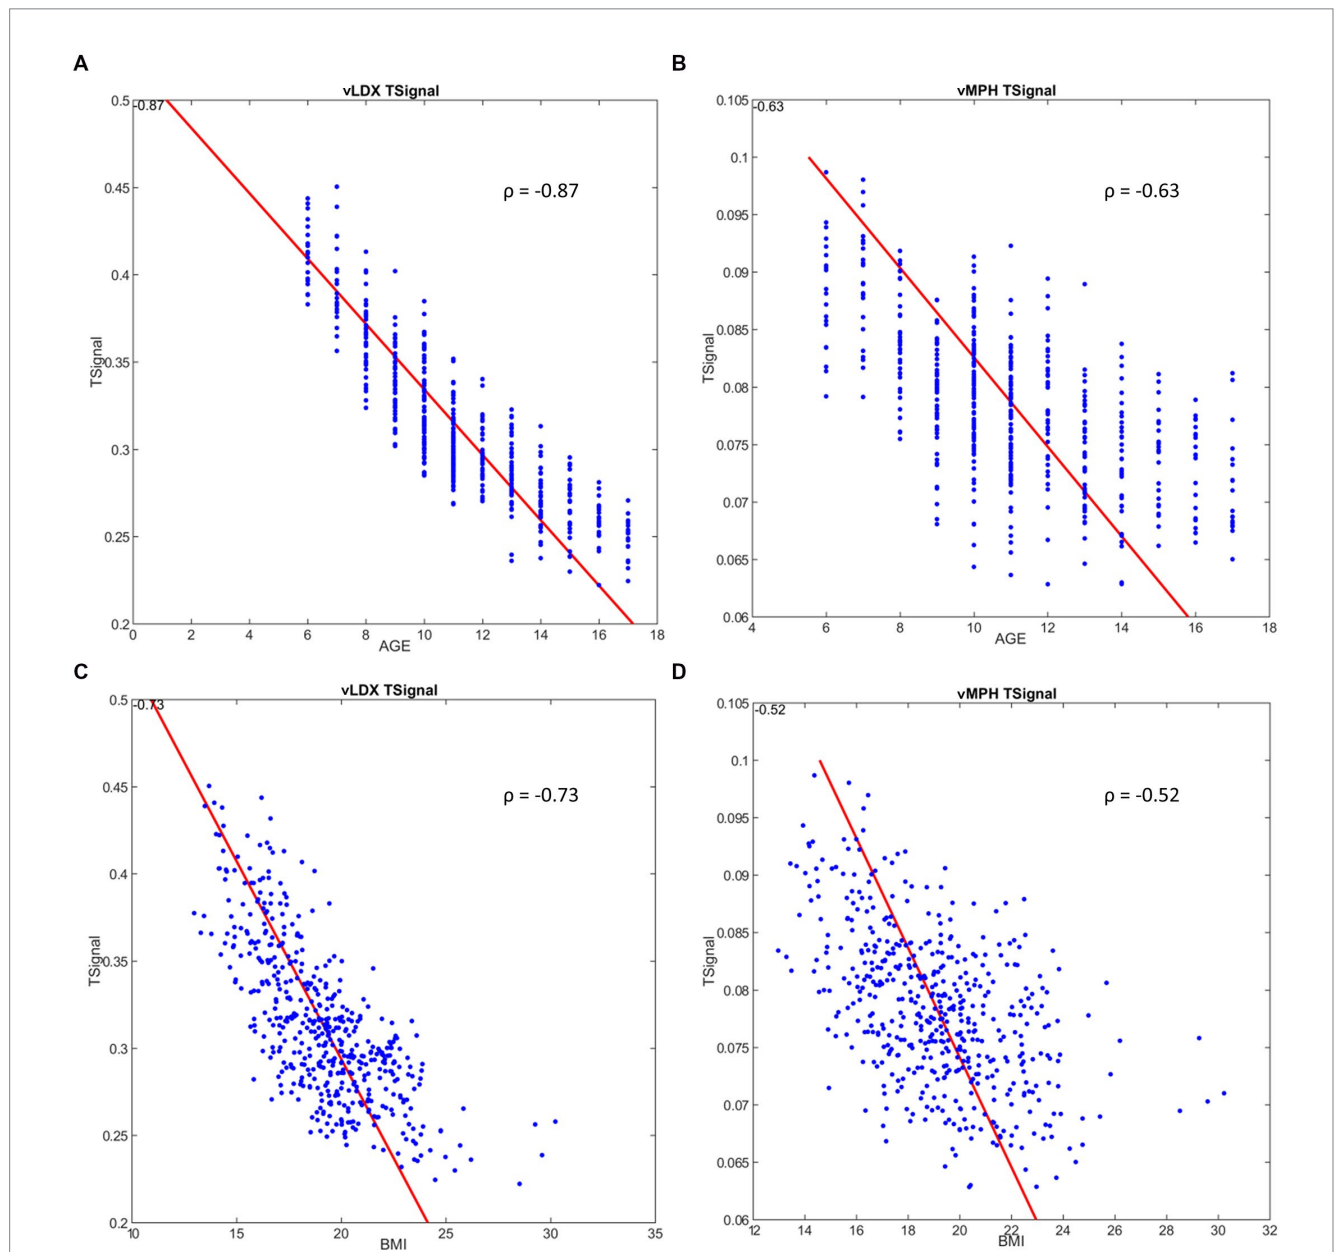 A
vLDX TSignal
-0.87
ρ = -0.87
0.5
0.45
0.4
0.35
0.3
0.25
0.2
TSignal
0 2 4 6 8 10 12 14 16 18
AGE
B
vMPH TSignal
-0.63
ρ = -0.63
0.105
0.1
0.095
0.09
0.085
0.08
0.075
0.07
0.065
0.06
TSignal
4 6 8 10 12 14 16 18
AGE
C
vLDX TSignal
-0.73
ρ = -0.73
0.5
0.45
0.4
0.35
0.3
0.25
0.2
TSignal
10 15 20 25 30 35
BMI
D
vMPH TSignal
-0.52
ρ = -0.52
0.105
0.1
0.095
0.09
0.085
0.08
0.075
0.07
0.065
0.06
TSignal
12 14 16 18 20 22 24 26 28 30 32
BMI